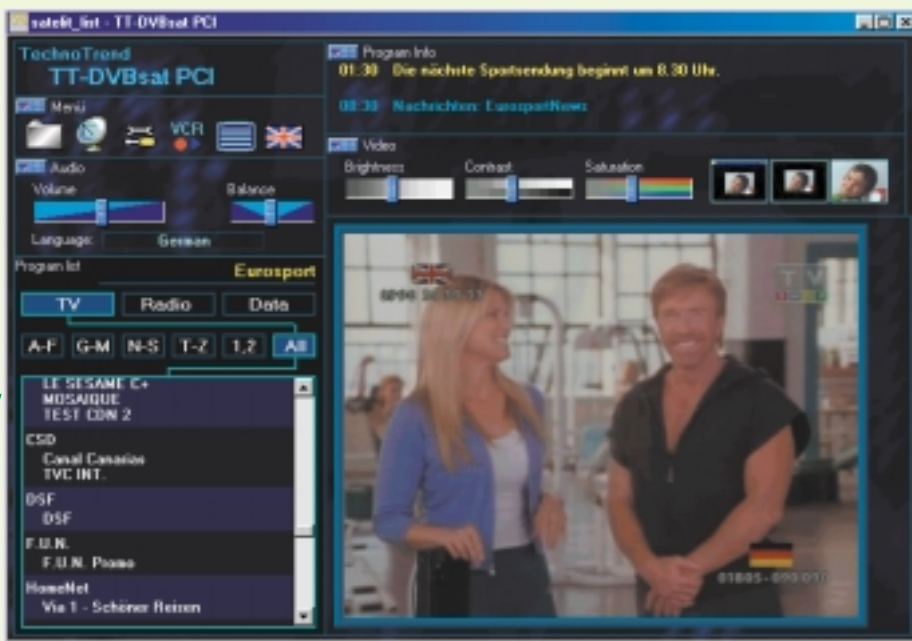 satelit_list - TT-DVBsat PCI
TechnoTrend
TT-DVBsat PCI
Menü
VCR
Audio
Volume
Balance
Language:
German
Program list
Eurosport
TV
Radio
Data
A-F
G-M
N-S
T-Z
1,2
All
LE SESAME C+
MOSAIQUE
TEST CDN 2
CSD
Canal Canarias
TVC INT.
DSF
DSF
F.U.N.
F.U.N. Promo
HomeNet
Via 1 - Schöner Reisen
Program Info
01:30 Die nächste Sportsendung beginnt um 8.30 Uhr.
08:30 Nachrichten: EurosportNews
Video
Brightness
Contrast
Saturation
TV